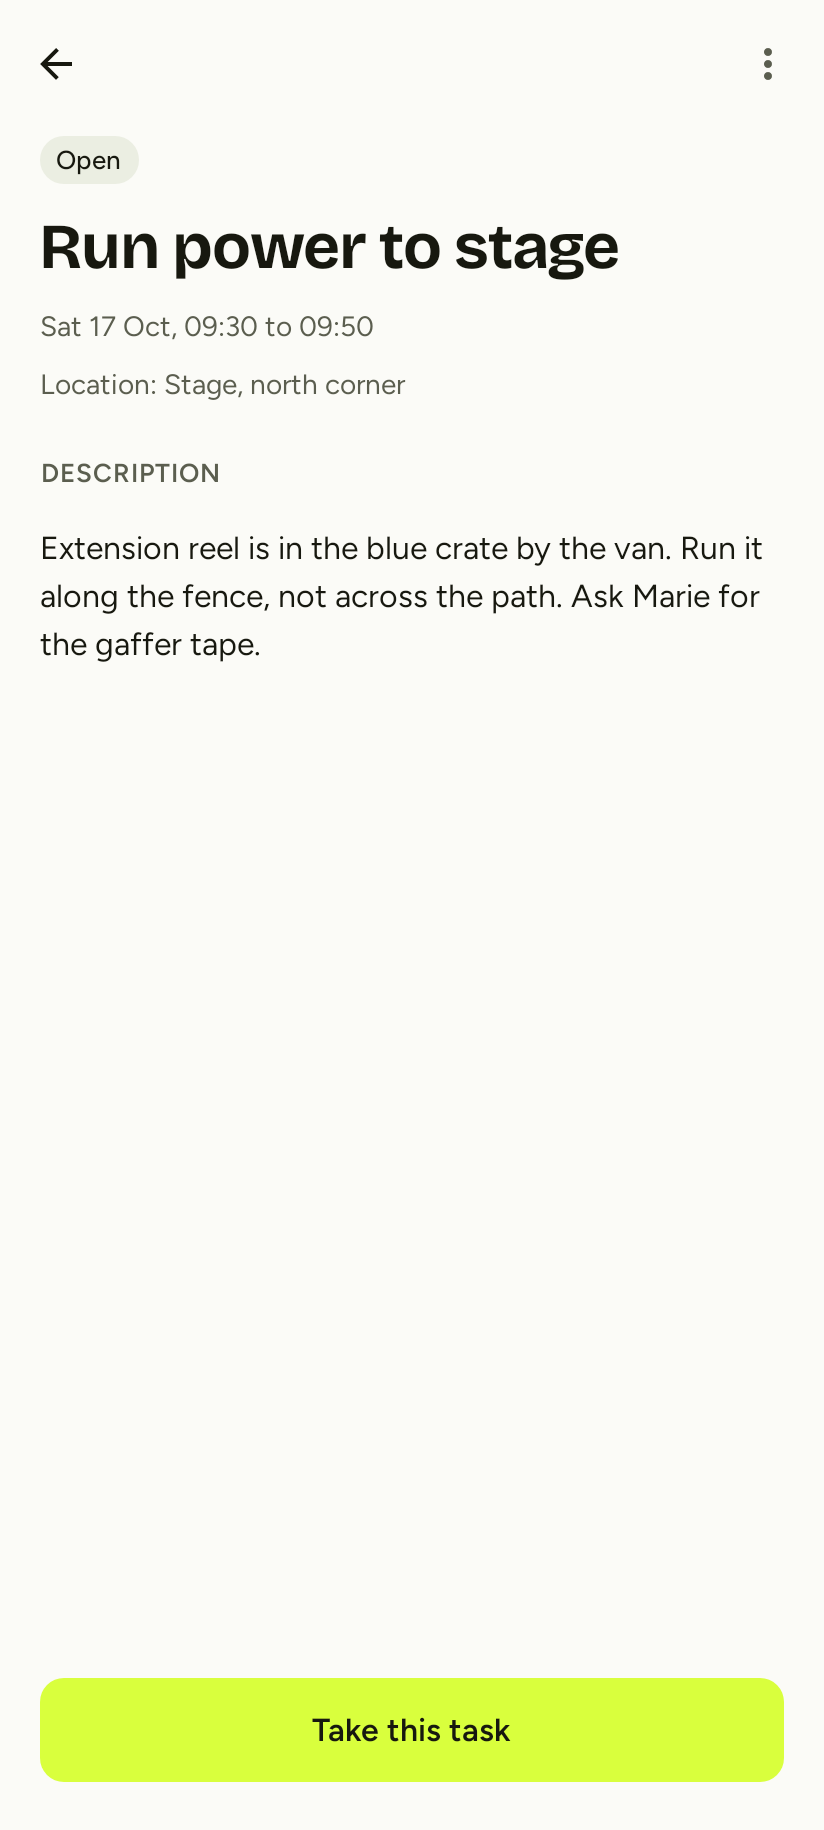 Open
Run power to stage
Sat 17 Oct, 09:30 to 09:50
Location: Stage, north corner
DESCRIPTION
Extension reel is in the blue crate by the van. Run it
along the fence, not across the path. Ask Marie for
the gaffer tape.
Take this task